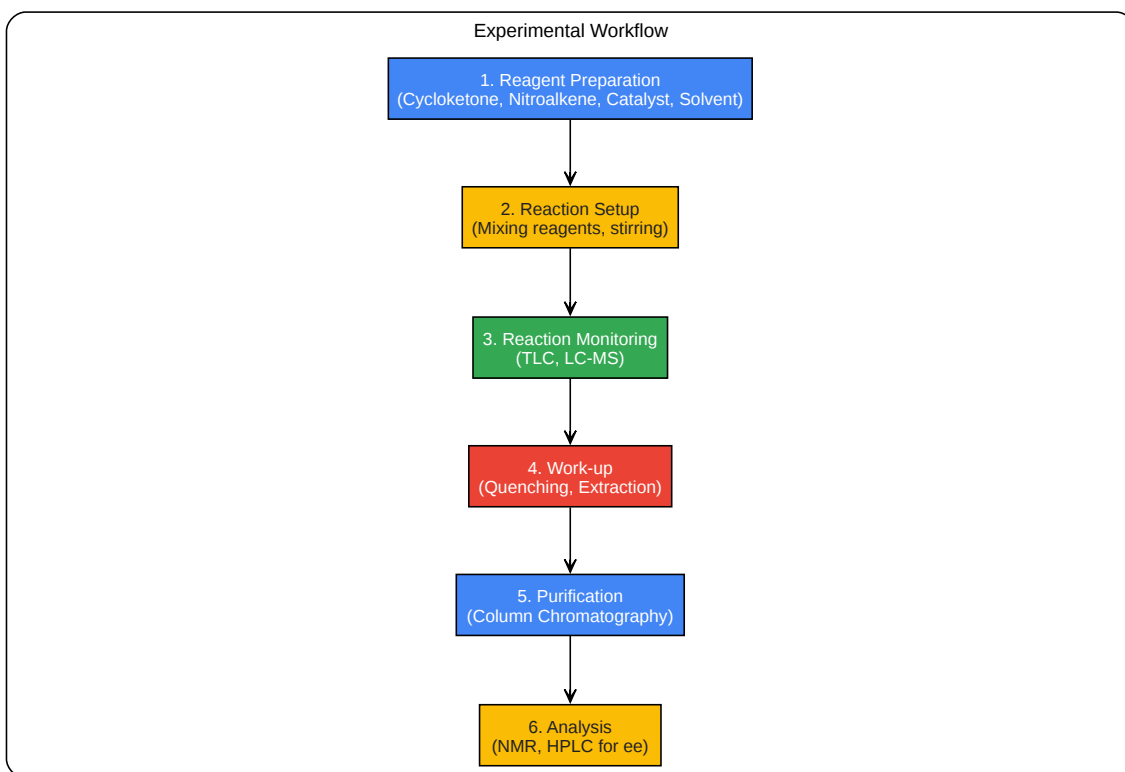 Experimental Workflow
1. Reagent Preparation
(Cycloketone, Nitroalkene, Catalyst, Solvent)
2. Reaction Setup
(Mixing reagents, stirring)
3. Reaction Monitoring
(TLC, LC-MS)
4. Work-up
(Quenching, Extraction)
5. Purification
(Column Chromatography)
6. Analysis
(NMR, HPLC for ee)